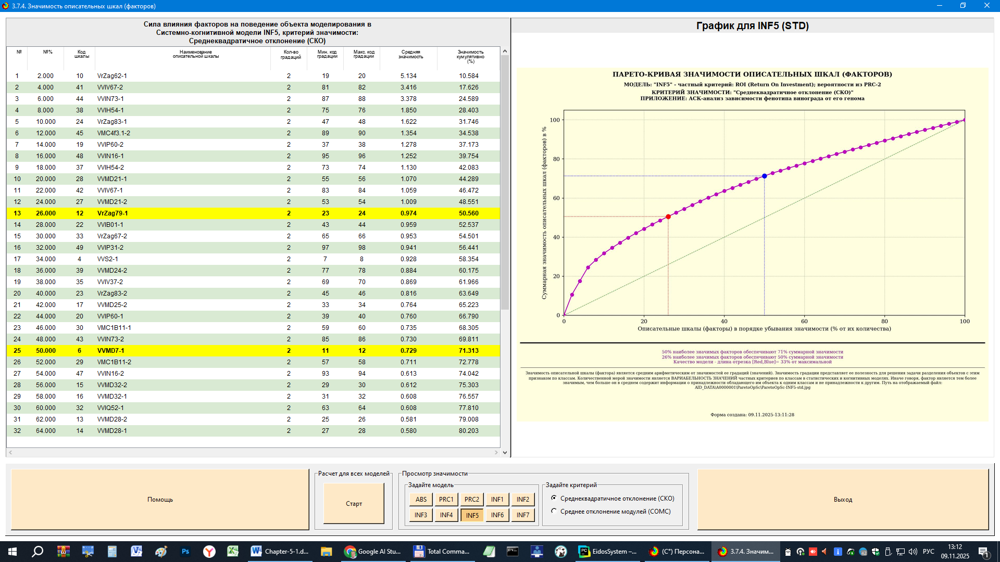 3.7.4. Значимость описательных шкал (факторов)
Сила влияния факторов на поведение объекта моделирования в
Системно-когнитивной модели INF5, критерий значимости:
Среднеквадратичное отклонение (СКО)
№ №% Код шкалы Наименование описательной шкалы Кол-во градаций Мин. код градации Макс. код градации Средняя значимость Значимость кумулятивно (%)
1 2.000 10 VrZag62-1 2 19 20 5.134 10.584
2 4.000 41 VVIV67-2 2 81 82 3.416 17.626
3 6.000 44 VVIN73-1 2 87 88 3.378 24.589
4 8.000 38 VVIH54-1 2 75 76 1.850 28.403
5 10.000 24 VrZag83-1 2 47 48 1.622 31.746
6 12.000 45 VMC4f3.1-2 2 89 90 1.354 34.538
7 14.000 19 VVIP60-2 2 37 38 1.278 37.173
8 16.000 48 VVIN16-1 2 95 96 1.252 39.754
9 18.000 37 VVIH54-2 2 73 74 1.130 42.083
10 20.000 28 VVMD21-1 2 55 56 1.070 44.289
11 22.000 42 VVIV67-1 2 83 84 1.059 46.472
12 24.000 27 VVMD21-2 2 53 54 1.009 48.551
13 26.000 12 VrZag79-1 2 23 24 0.974 50.560
14 28.000 22 VVIB01-1 2 43 44 0.959 52.537
15 30.000 33 VrZag67-2 2 65 66 0.953 54.501
16 32.000 49 VVIP31-2 2 97 98 0.941 56.441
17 34.000 4 VVS2-1 2 7 8 0.928 58.354
18 36.000 39 VVMD24-2 2 77 78 0.884 60.175
19 38.000 35 VVIV37-2 2 69 70 0.869 61.966
20 40.000 23 VrZag83-2 2 45 46 0.816 63.649
21 42.000 17 VVMD25-2 2 33 34 0.764 65.223
22 44.000 20 VVIP60-1 2 39 40 0.760 66.790
23 46.000 30 VMC1B11-1 2 59 60 0.735 68.305
24 48.000 43 VVIN73-2 2 85 86 0.730 69.811
25 50.000 6 VVMD7-1 2 11 12 0.729 71.313
26 52.000 29 VMC1B11-2 2 57 58 0.711 72.778
27 54.000 47 VVIN16-2 2 93 94 0.613 74.042
28 56.000 15 VVMD32-2 2 29 30 0.612 75.303
29 58.000 16 VVMD32-1 2 31 32 0.608 76.557
30 60.000 32 VVIQ52-1 2 63 64 0.608 77.810
31 62.000 13 VVMD28-2 2 25 26 0.581 79.008
32 64.000 14 VVMD28-1 2 27 28 0.580 80.203
График для INF5 (STD)
ПАРЕТО-КРИВАЯ ЗНАЧИМОСТИ ОПИСАТЕЛЬНЫХ ШКАЛ (ФАКТОРОВ)
МОДЕЛЬ: "INF5" - частный критерий: ROI (Return On Investment); вероятности из PRC-2
КРИТЕРИЙ ЗНАЧИМОСТИ: "Среднеквадратичное отклонение (СКО)"
ПРИЛОЖЕНИЕ: АСК-анализ зависимости фенотипа винограда от его генома
Суммарная значимость описательных шкал (факторов) в %
100
80
60
40
20
0
0 20 40 60 80 100
Описательные шкалы (факторы) в порядке убывания значимости (% от их количества)
50% наиболее значимых факторов обеспечивают 71% суммарной значимости
26% наиболее значимых факторов обеспечивают 50% суммарной значимости
Качество модели - длина отрезка [Red,Blue]= 33% от максимальной
Значимость описательной шкалы (фактора) является средним арифметическим от значимостей ее градаций (значений). Значимость градации представляет ее полезность для решения задачи разделения объектов с этим
признаком по классам. Количественной мерой значимости является ВАРИАБЕЛЬНОСТЬ ЗНАЧЕНИЙ частных критериев по классам в статистических и когнитивных моделях. Иначе говоря, фактор является тем более
значимым, чем больше он в среднем содержит информации о принадлежности обладающего им объекта к одним классам и не принадлежности к другим. Путь на отображаемый файл:
AID_DATA\A0000001\ParetoOpSc\ParetoOpSc-INF5-std.jpg
Форма создана: 09.11.2025-13:11:28
Помощь
Расчет для всех моделей
Старт
Просмотр значимости
Задайте модель
ABS PRC1 PRC2 INF1 INF2
INF3 INF4 INF5 INF6 INF7
Задайте критерий
Среднеквадратичное отклонение (СКО)
Среднее отклонение модулей (СОМС)
Выход
Chapter-5-1.d...
Google AI Stu...
Total Comma...
EidosSystem –...
(C°) Персона...
3.7.4. Значим...
42
РУС
13:12
09.11.2025
1